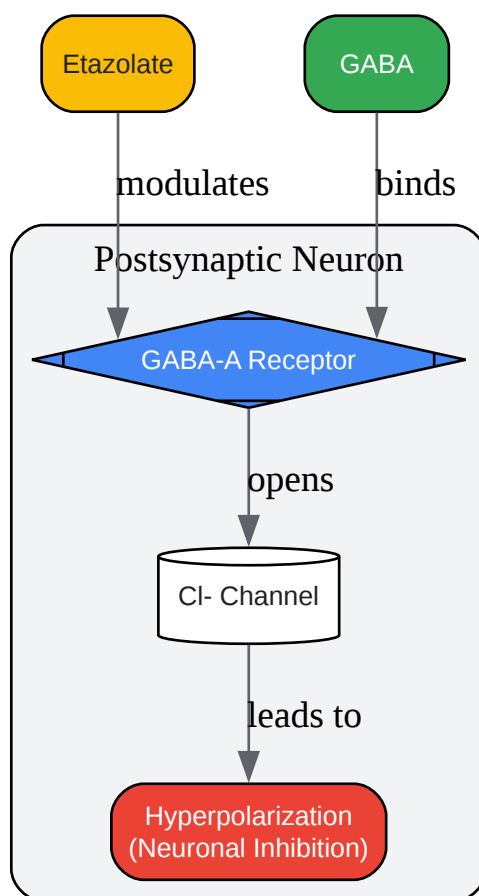 Etazolate
GABA
modulates
binds
Postsynaptic Neuron
GABA-A Receptor
opens
Cl- Channel
leads to
Hyperpolarization
(Neuronal Inhibition)